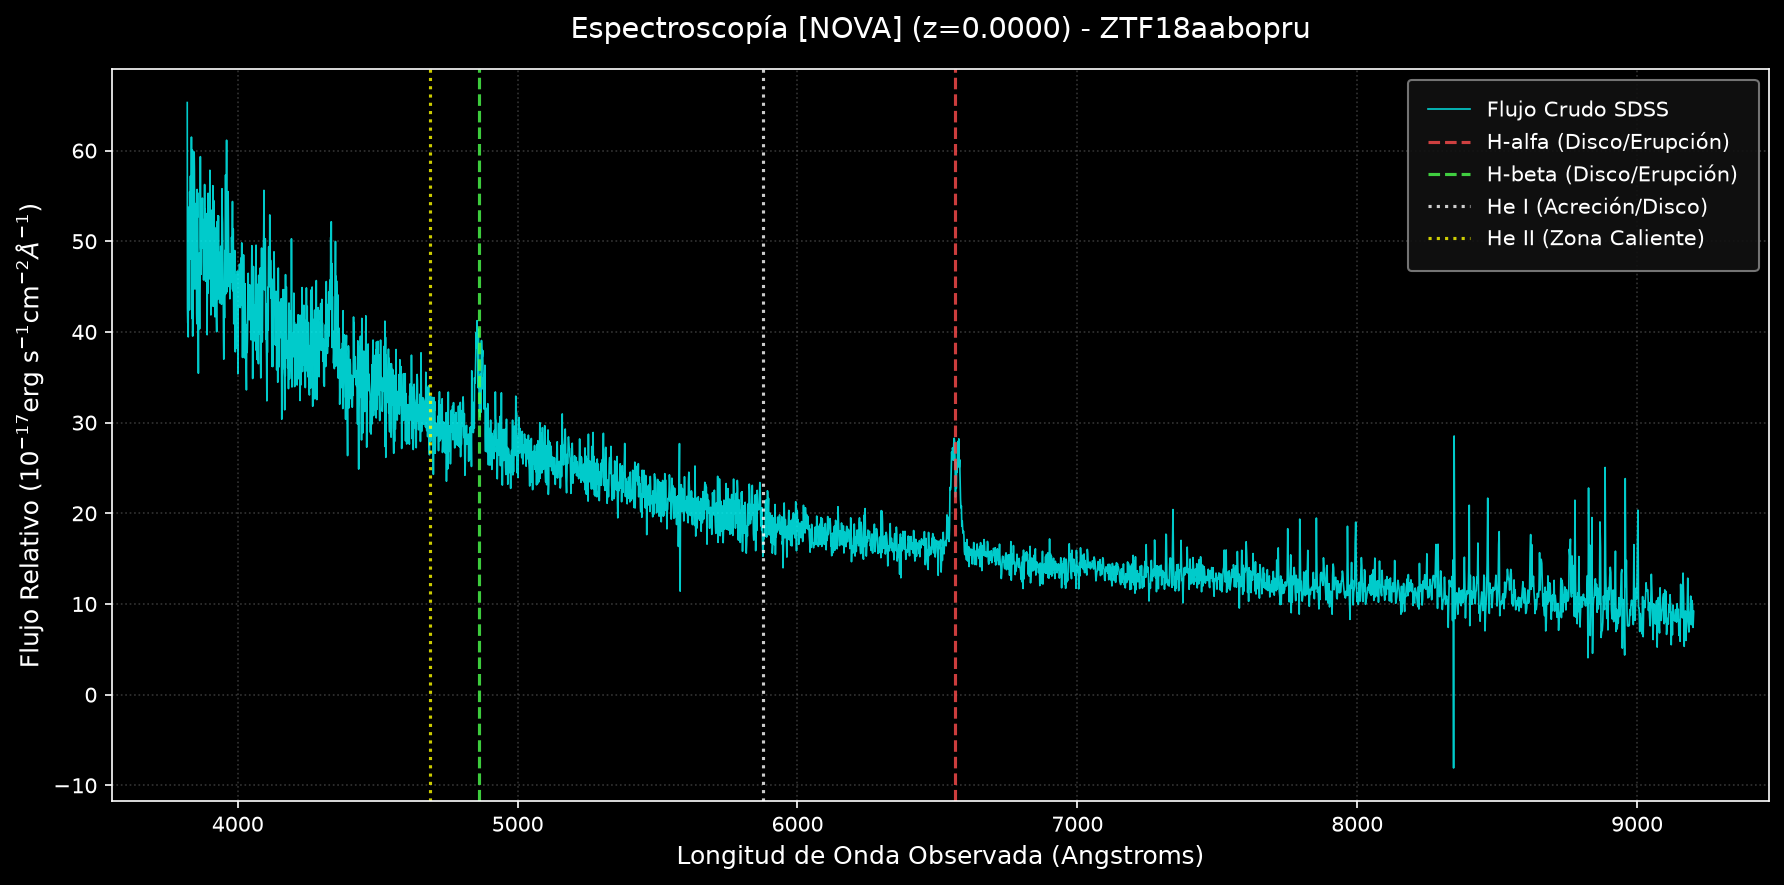 Espectroscopía [NOVA] (z=0.0000) - ZTF18aabopru
Flujo Crudo SDSS
H-alfa (Disco/Erupción)
H-beta (Disco/Erupción)
He I (Acreción/Disco)
He II (Zona Caliente)
Flujo Relativo (10⁻¹⁷erg s⁻¹cm⁻²Å⁻¹)
60
50
40
30
20
10
0
−10
4000 5000 6000 7000 8000 9000
Longitud de Onda Observada (Angstroms)